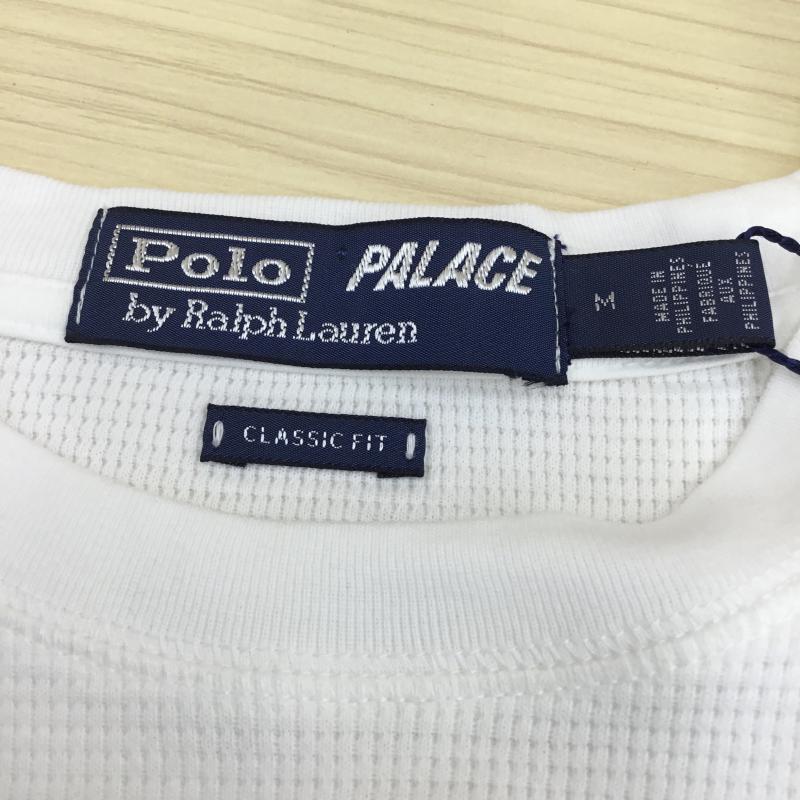 Polo PALACE
by Ralph Lauren
M
MADE IN
PHILIPPINES
FABRIQUE
AUX
PHILIPPINES
CLASSIC FIT